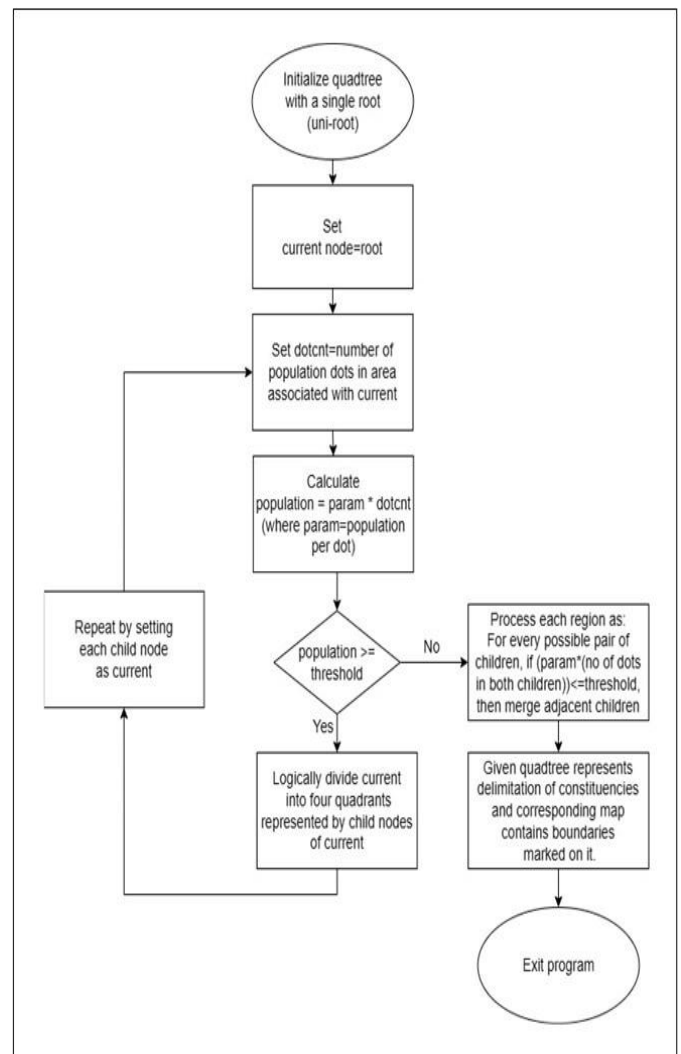 Initialize quadtree
with a single root
(uni-root)
Set
current node=root
Set dotcnt=number of
population dots in area
associated with current
Calculate
population = param * dotcnt
(where param=population
per dot)
population >=
threshold
No
Yes
Process each region as:
For every possible pair of
children, if (param*(no of dots
in both children))<=threshold,
then merge adjacent children
Repeat by setting
each child node
as current
Logically divide current
into four quadrants
represented by child nodes
of current
Given quadtree represents
delimitation of constituencies
and corresponding map
contains boundaries
marked on it.
Exit program